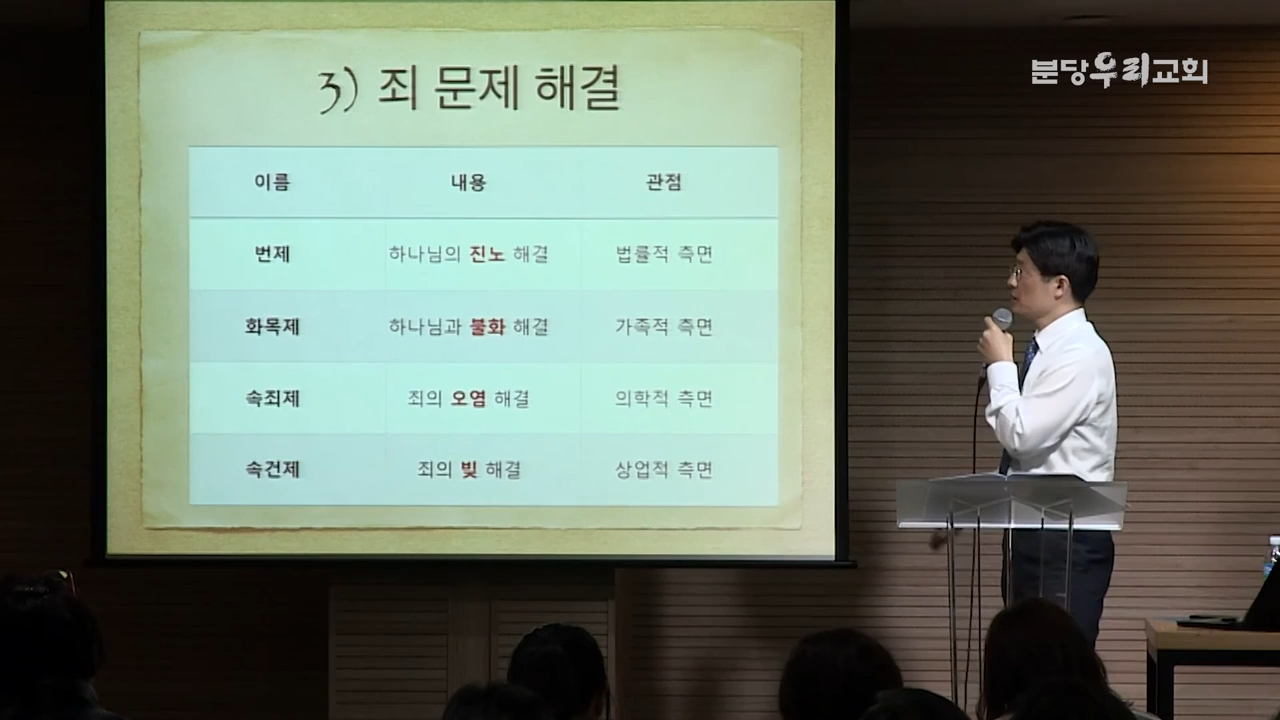 분당우리교회
3) 죄 문제 해결
이름 내용 관점
번제 하나님의 진노 해결 법률적 측면
화목제 하나님과 불화 해결 가족적 측면
속죄제 죄의 오염 해결 의학적 측면
속건제 죄의 빚 해결 상업적 측면